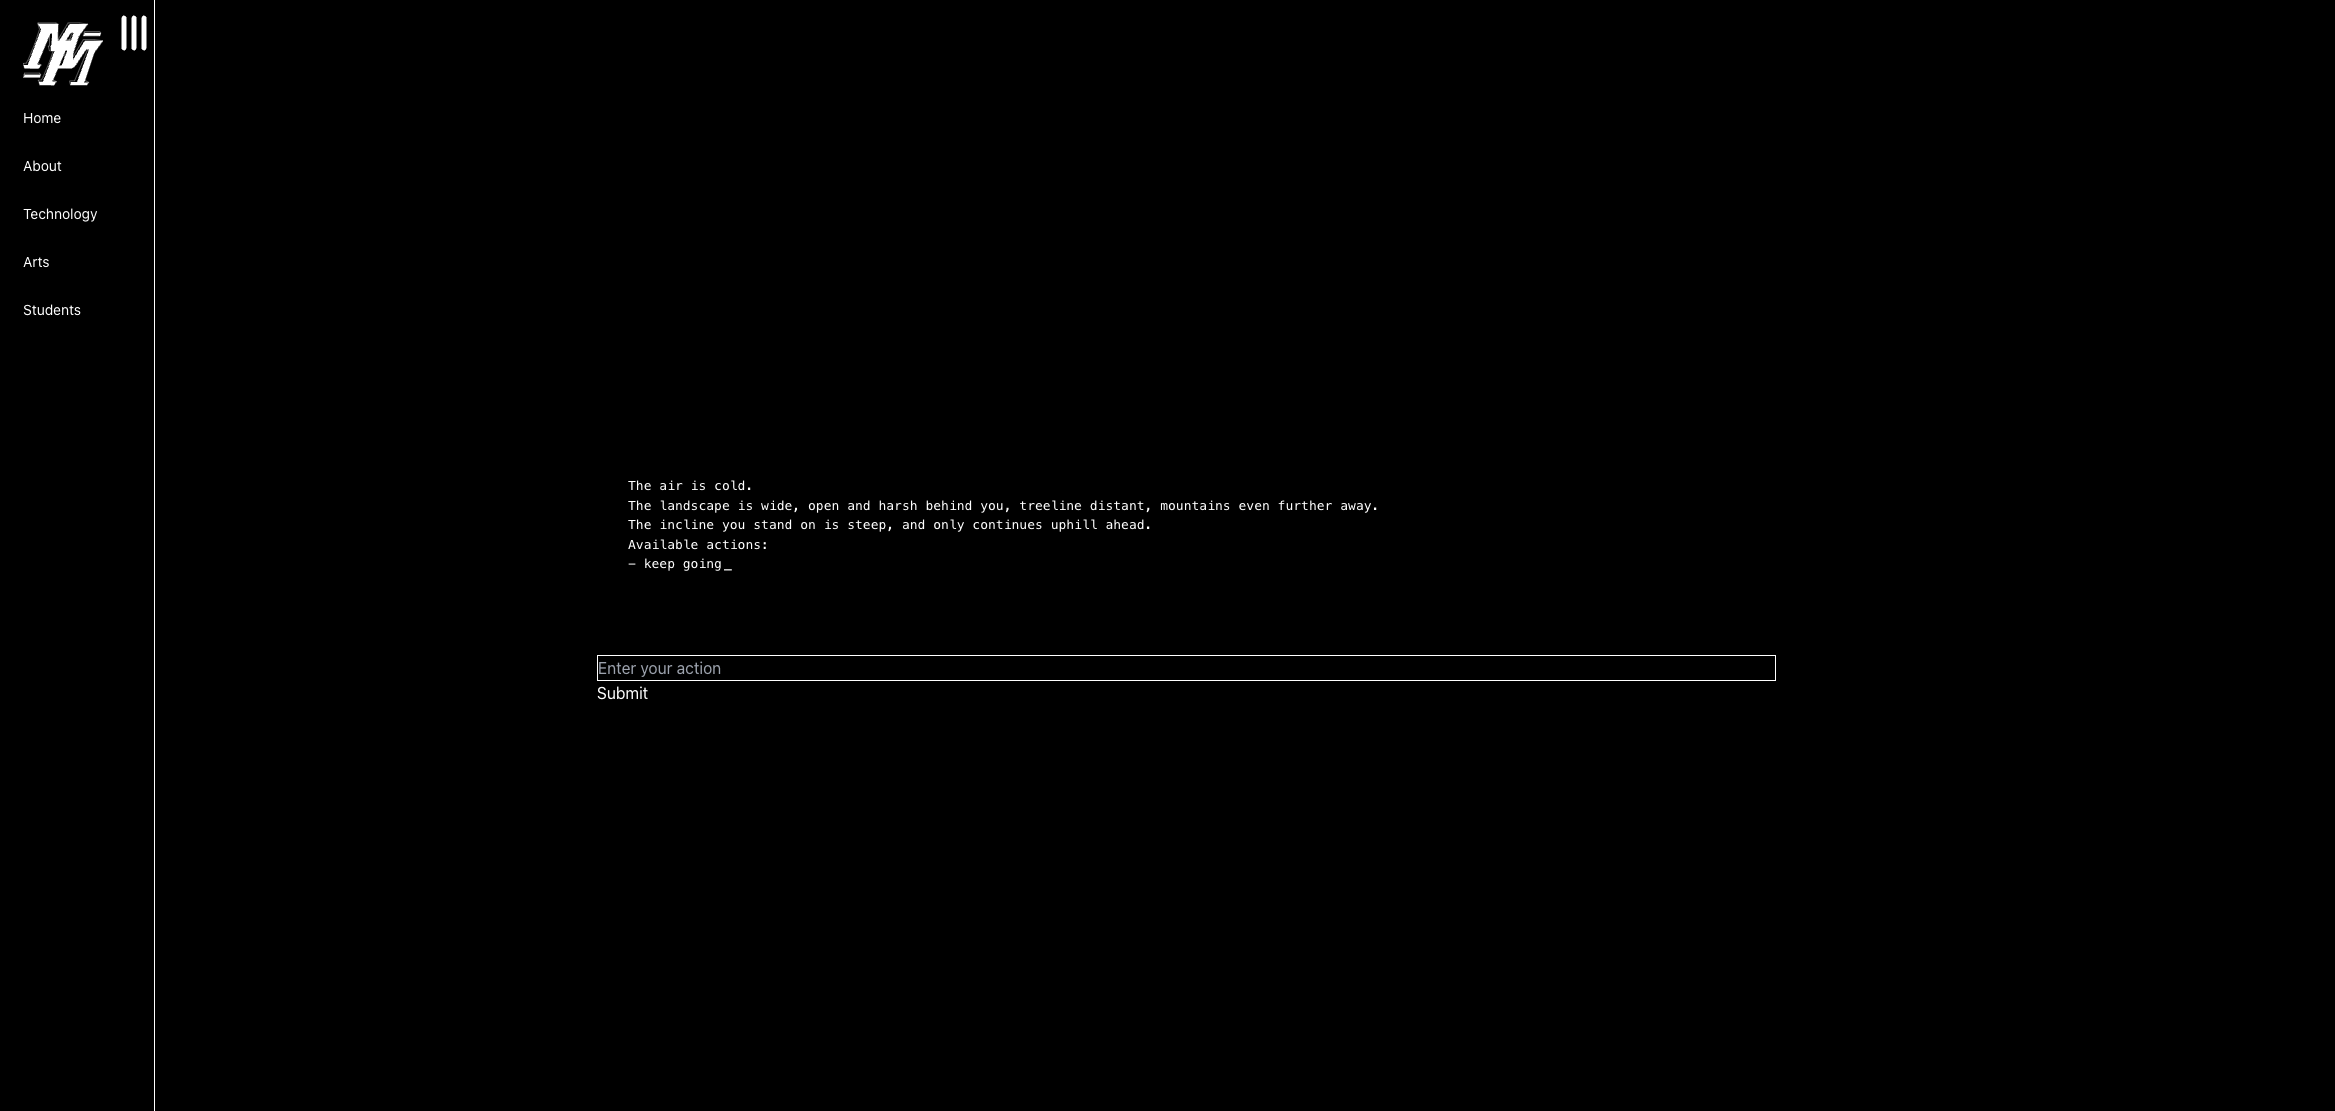 MM
Home
About
Technology
Arts
Students
The air is cold.
The landscape is wide, open and harsh behind you, treeline distant, mountains even further away.
The incline you stand on is steep, and only continues uphill ahead.
Available actions:
– keep going_
Enter your action
Submit